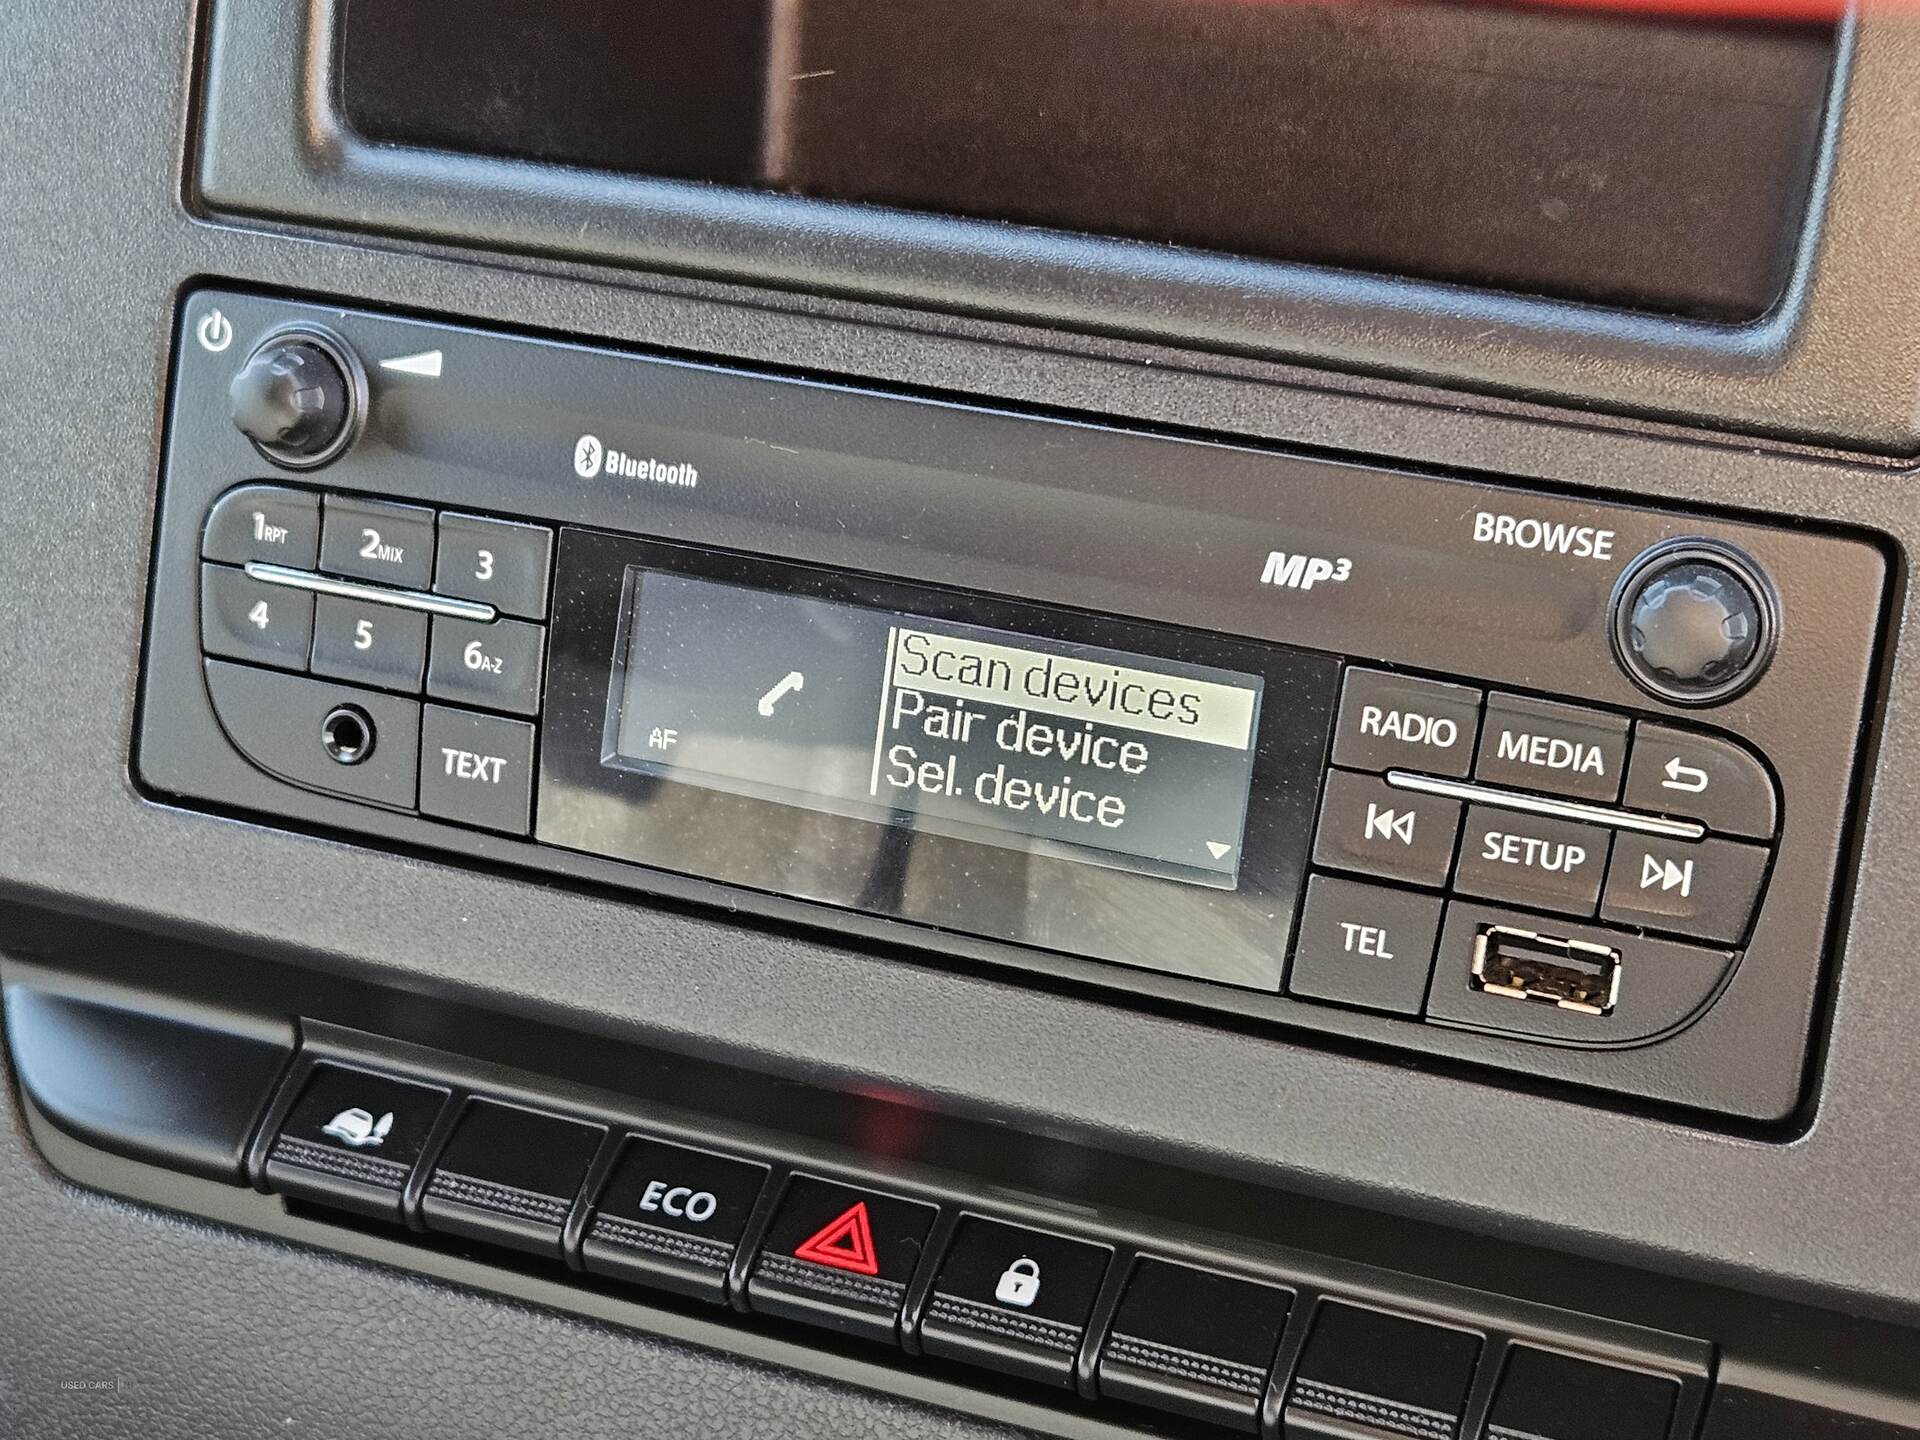 Bluetooth
BROWSE
MP3
1RPT
2MIX
3
4
5
6A-Z
TEXT
AF
Scan devices
Pair device
Sel. device
RADIO
MEDIA
SETUP
TEL
ECO
USED CARS